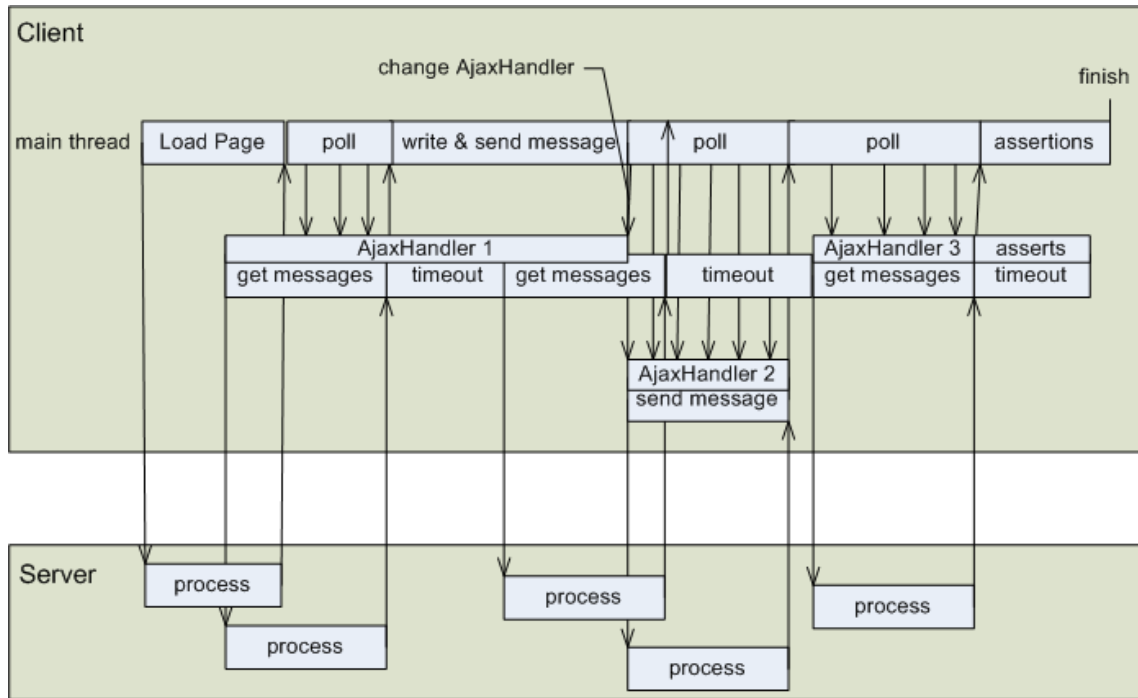 Client
change AjaxHandler
finish
main thread
Load Page
poll
write & send message
poll
poll
assertions
AjaxHandler 1
AjaxHandler 3
asserts
get messages
timeout
get messages
timeout
get messages
timeout
AjaxHandler 2
send message
Server
process
process
process
process
process